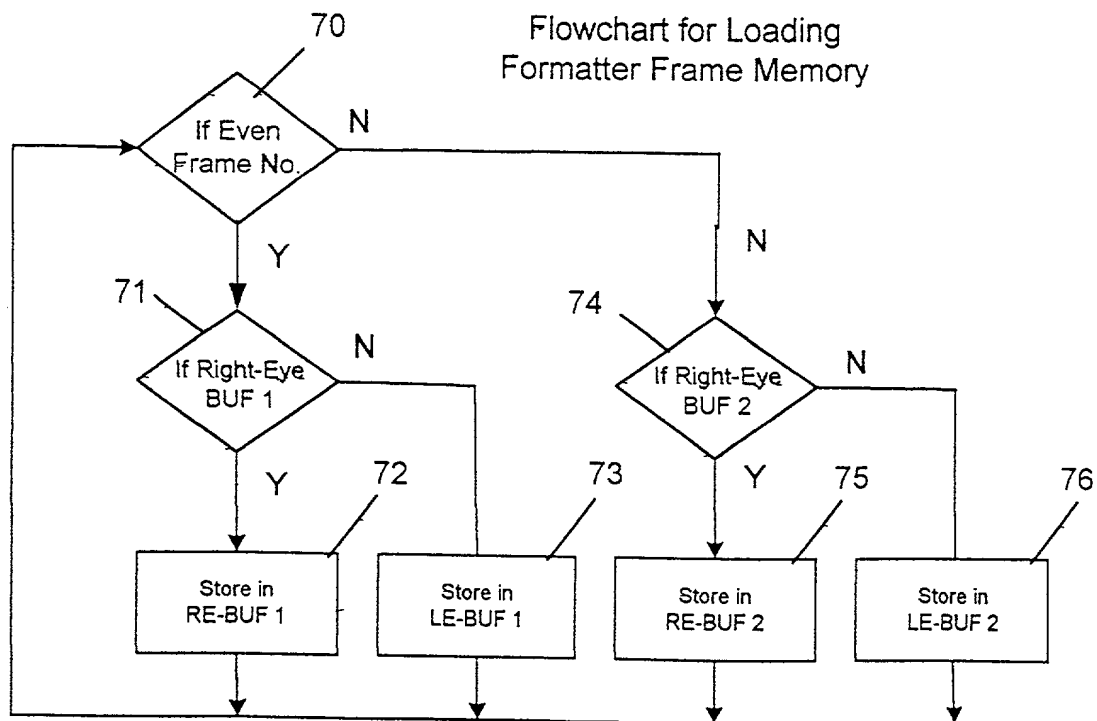 Flowchart for Loading
Formatter Frame Memory
70
If Even
Frame No.
N
Y
N
71
If Right-Eye
BUF 1
N
Y
74
If Right-Eye
BUF 2
N
Y
72
Store in
RE-BUF 1
73
Store in
LE-BUF 1
75
Store in
RE-BUF 2
76
Store in
LE-BUF 2